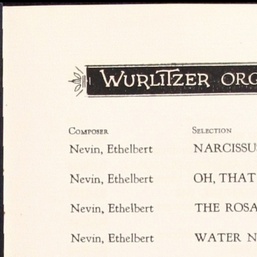 WURLITZER ORG
COMPOSER SELECTION
Nevin, Ethelbert NARCISSU
Nevin, Ethelbert OH, THAT
Nevin, Ethelbert THE ROSA
Nevin, Ethelbert WATER N